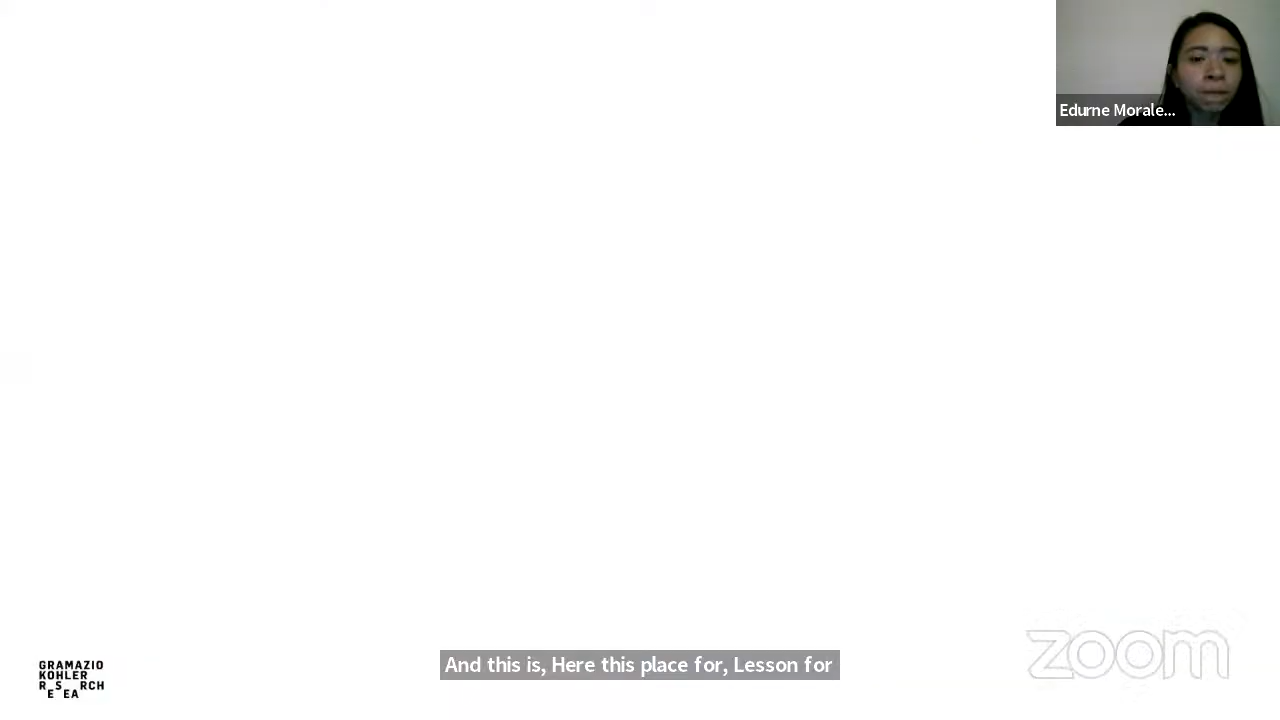 Edurne Morale...
And this is, Here this place for, Lesson for
GRAMAZIO
KOHLER
RESEARCH
zoom